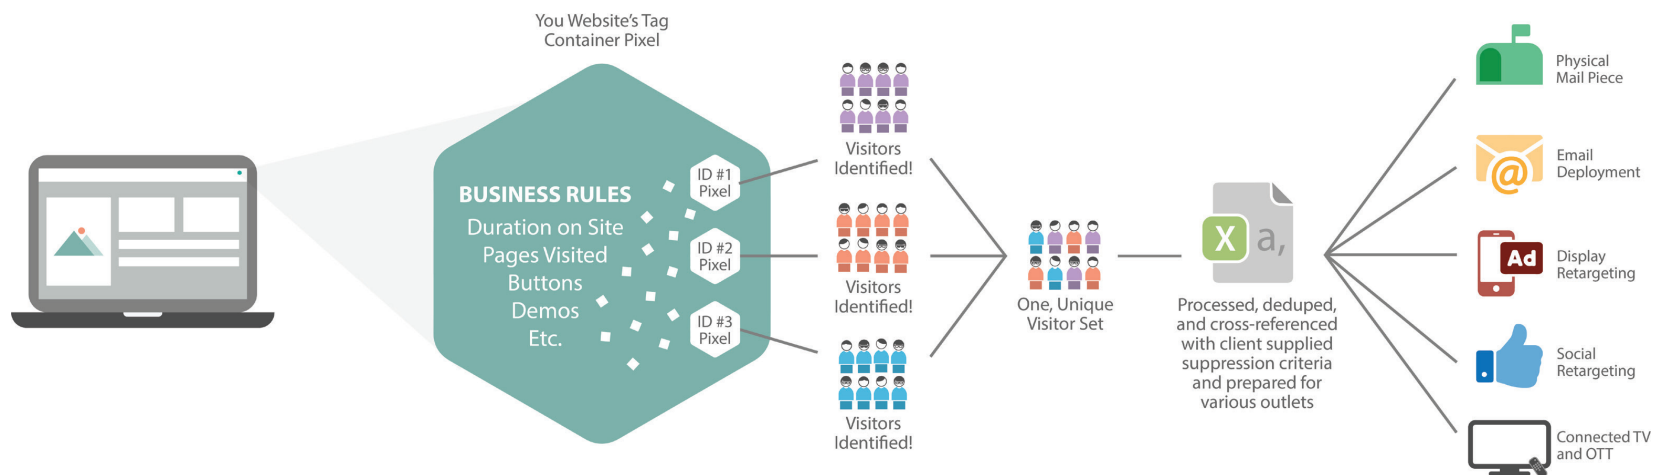 You Website's Tag
Container Pixel
BUSINESS RULES
Duration on Site
Pages Visited
Buttons
Demos
Etc.
ID #1
Pixel
ID #2
Pixel
ID #3
Pixel
Visitors
Identified!
Visitors
Identified!
Visitors
Identified!
One, Unique
Visitor Set
X a,
Processed, deduped,
and cross-referenced
with client supplied
suppression criteria
and prepared for
various outlets
Physical
Mail Piece
@
Email
Deployment
Ad
Display
Retargeting
Social
Retargeting
Connected TV
and OTT